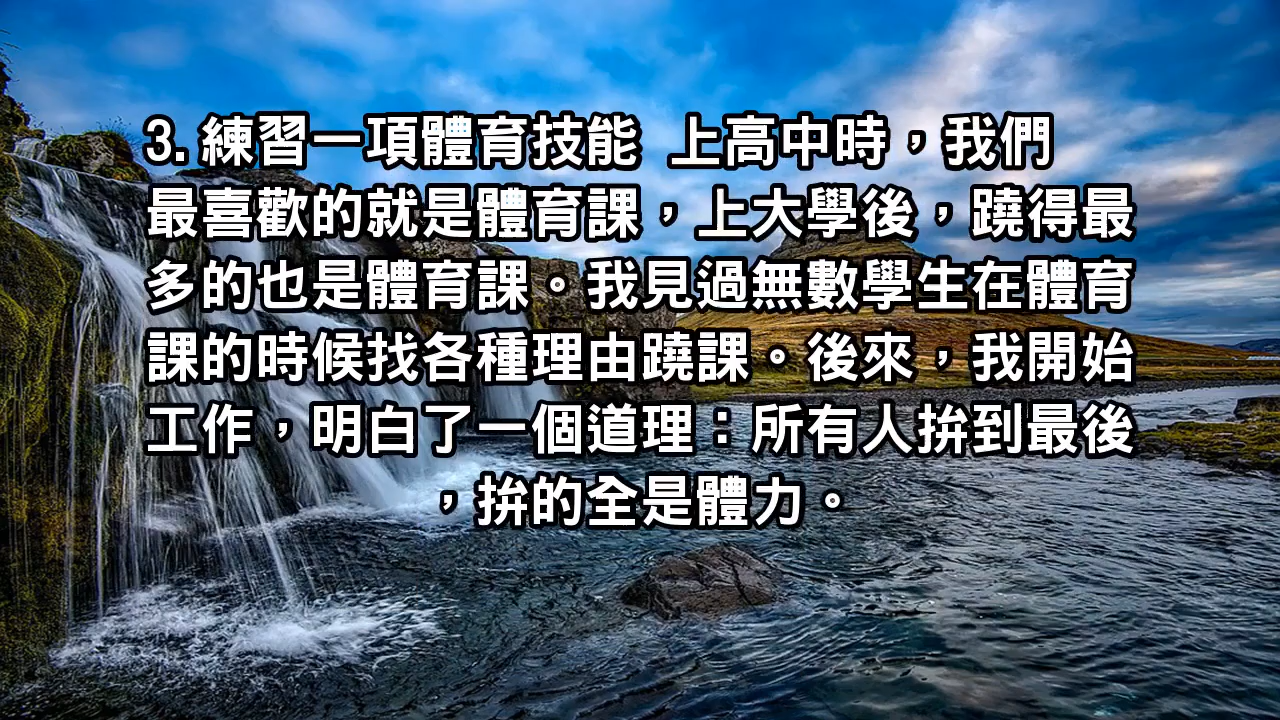 3.練習一項體育技能 上高中時，我們
最喜歡的就是體育課，上大學後，蹺得最
多的也是體育課。我見過無數學生在體育
課的時候找各種理由蹺課。後來，我開始
工作，明白了一個道理：所有人拚到最後
，拚的全是體力。